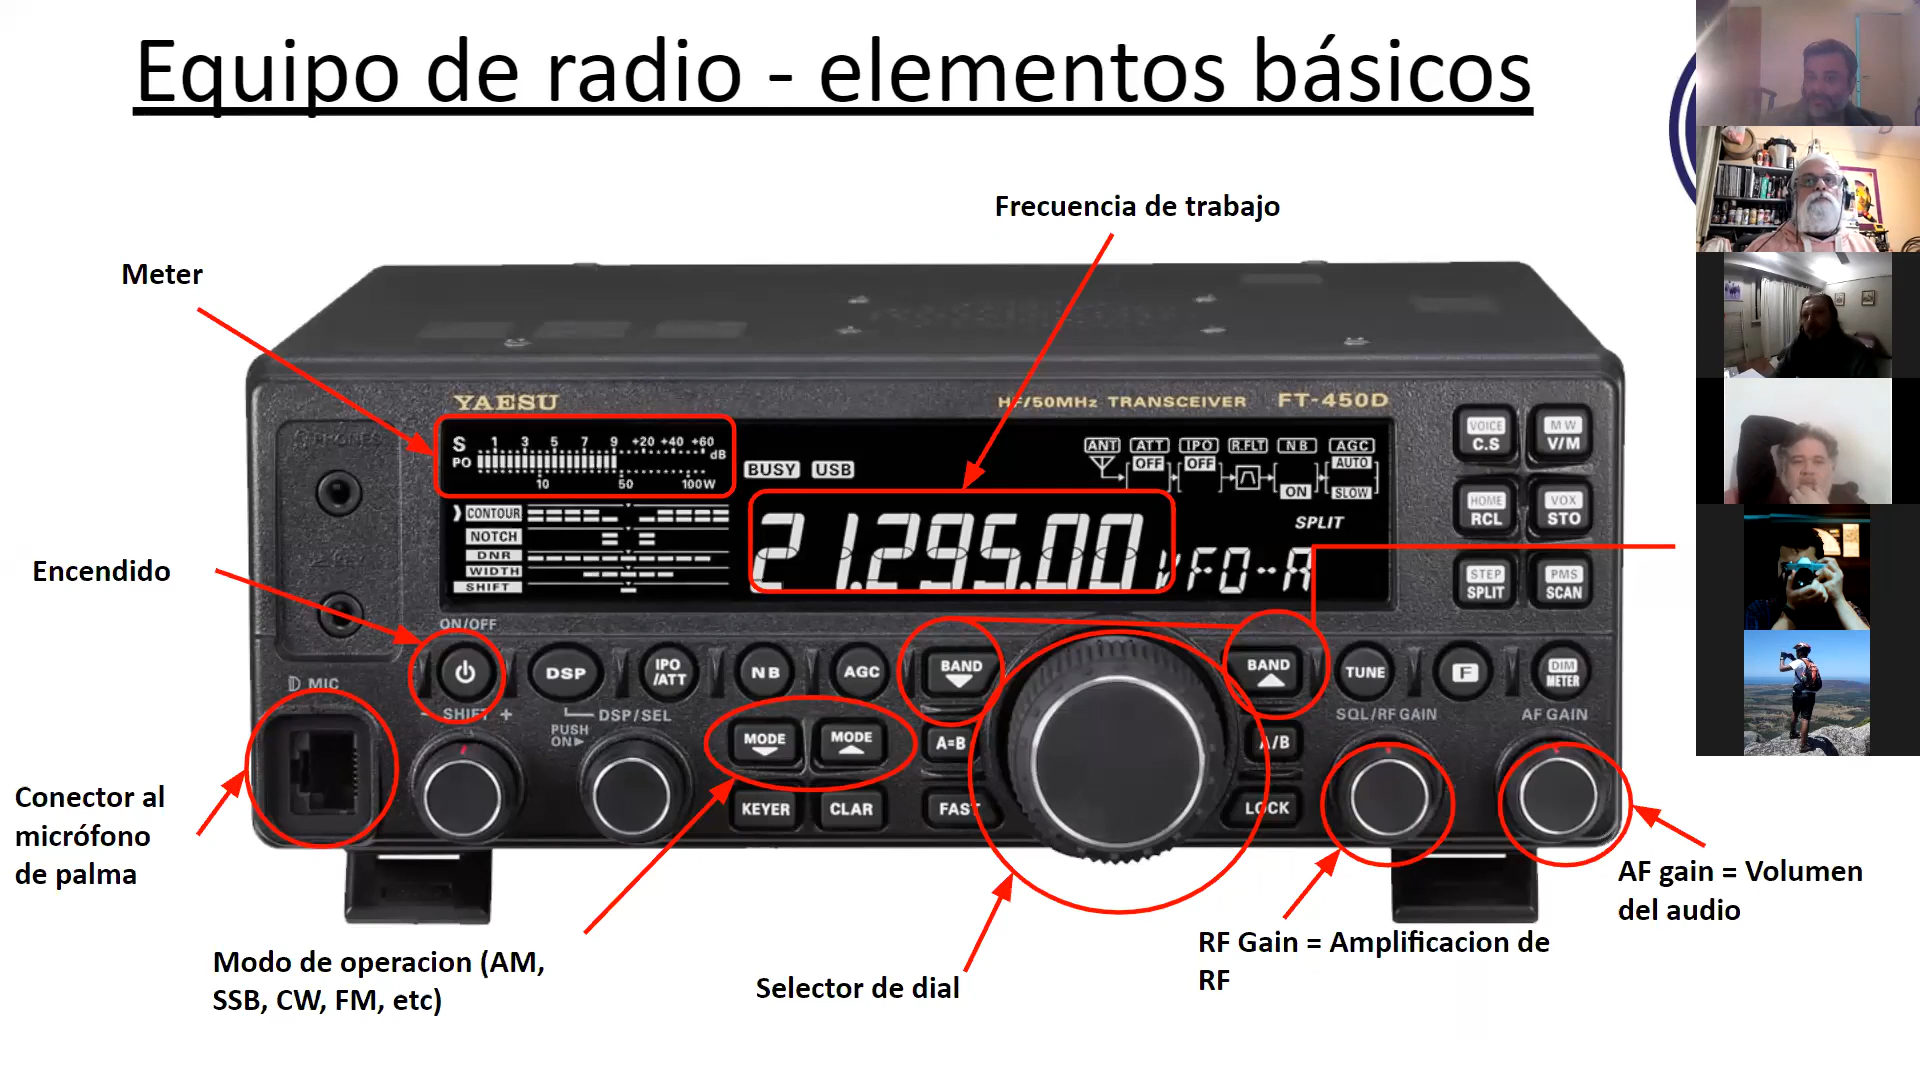 Equipo de radio - elementos básicos
Frecuencia de trabajo
Meter
YAESU
HF/50MHz TRANSCEIVER FT-450D
PHONES
S 1 3 5 7 9 +20 +40 +60 dB
PO 10 50 100W
BUSY USB
ANT ATT IPO R.FLT NB AGC
OFF OFF AUTO
ON SLOW
VOICE C.S
MW V/M
CONTOUR
NOTCH
DNR
WIDTH
SHIFT
21.295.00
SPLIT
VFO-A
HOME RCL
VOX STO
STEP SPLIT
PMS SCAN
Encendido
ON/OFF
DSP
IPO /ATT
NB
AGC
BAND
BAND
TUNE
F
DIM METER
MIC
- SHIFT +
DSP/SEL
PUSH ON
MODE
MODE
A=B
A/B
SQL/RF GAIN
AF GAIN
KEYER
CLAR
FAST
LOCK
Conector al
micrófono
de palma
AF gain = Volumen
del audio
Modo de operacion (AM,
SSB, CW, FM, etc)
Selector de dial
RF Gain = Amplificacion de
RF